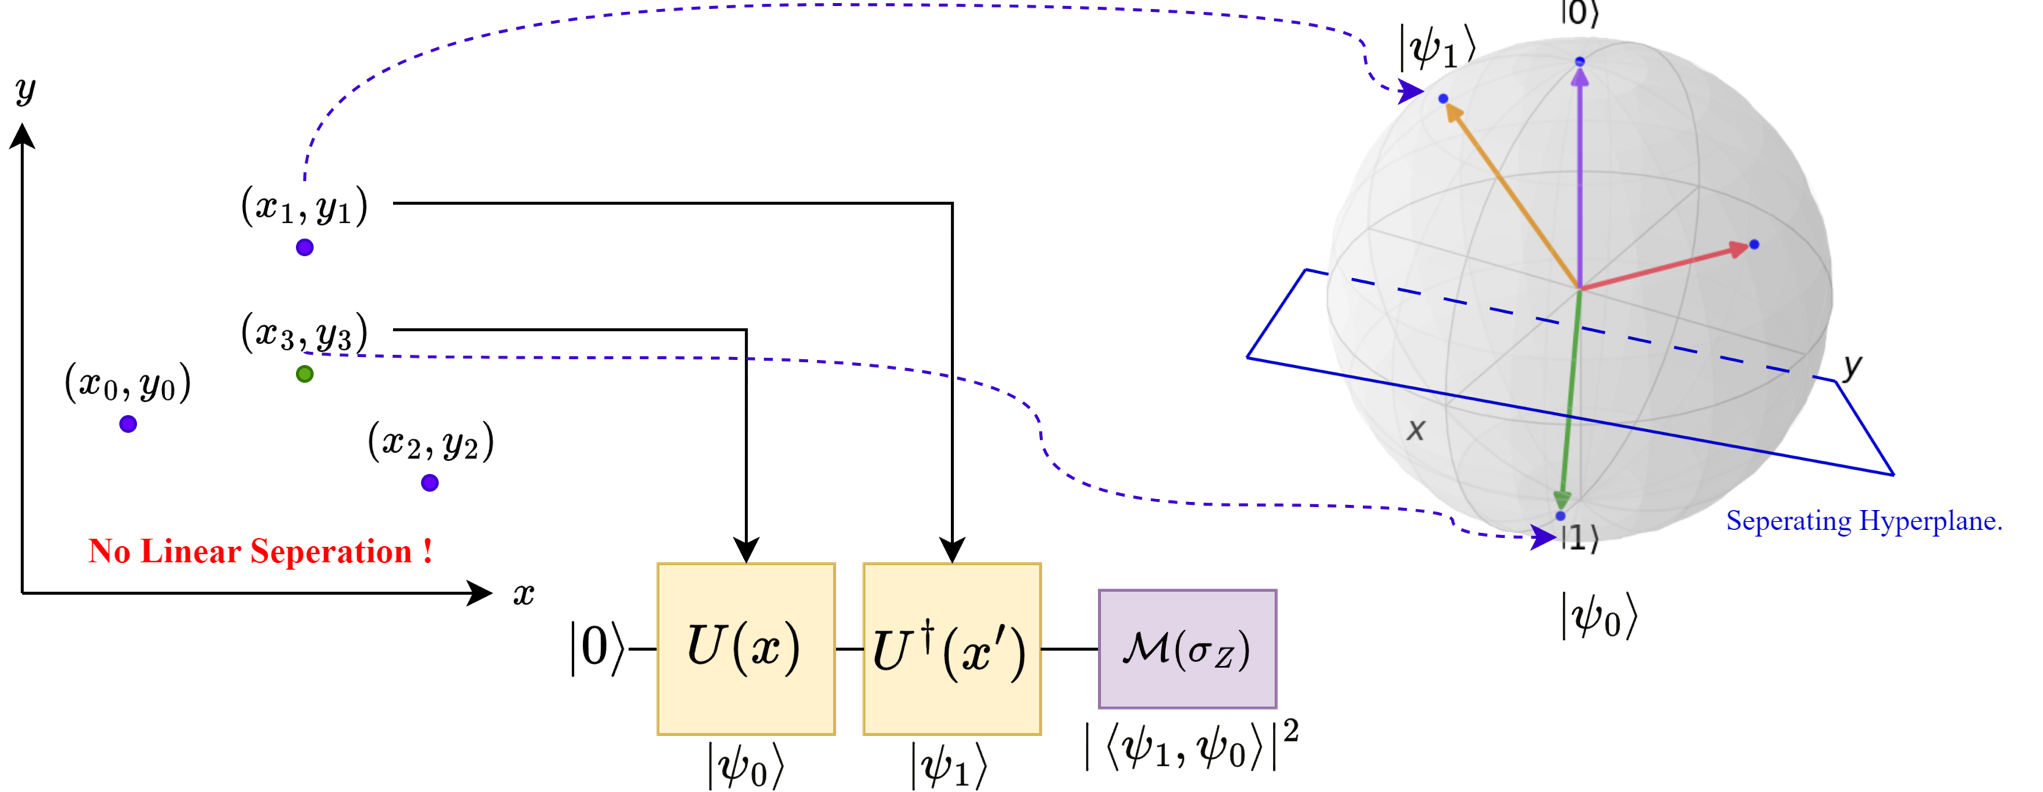 |0⟩
|ψ₁⟩
y
(x₁, y₁)
(x₃, y₃)
(x₀, y₀)
(x₂, y₂)
No Linear Seperation !
x
y
x
Seperating Hyperplane.
|1⟩
|ψ₀⟩
|0⟩
U(x)
U†(x′)
ℳ(σ_Z)
|ψ₀⟩
|ψ₁⟩
|⟨ψ₁, ψ₀⟩|²